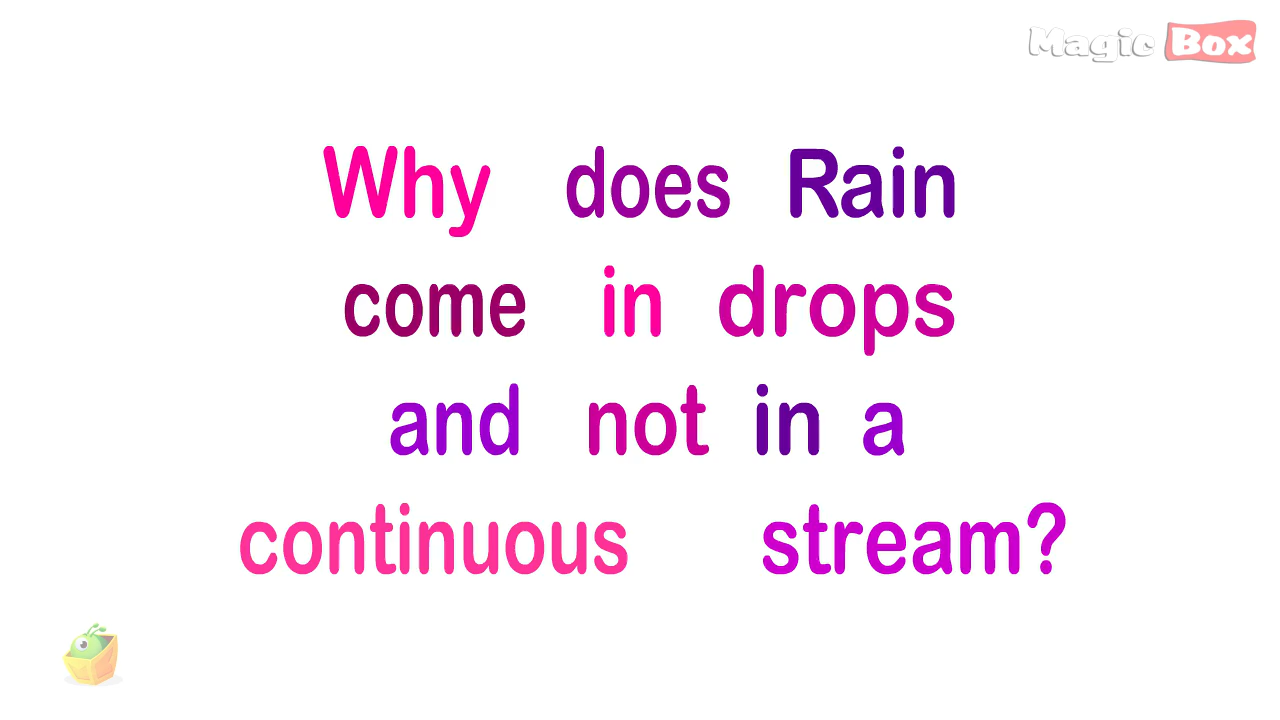 Magic Box
Why does Rain
come in drops
and not in a
continuous stream?